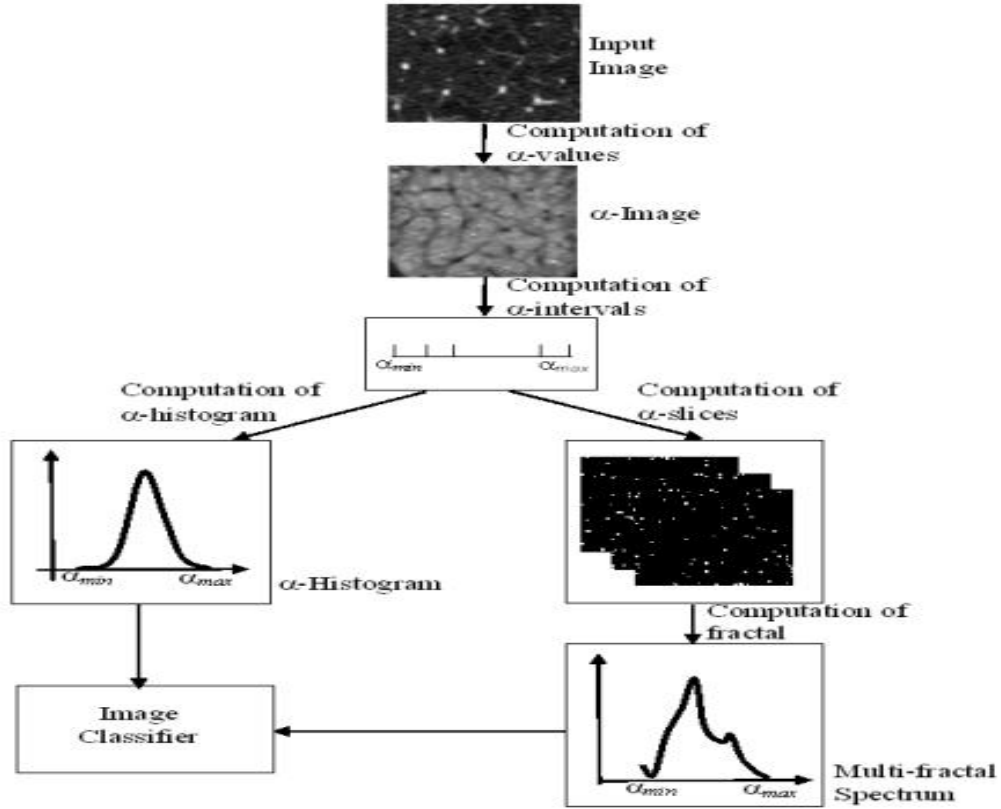 Input
Image
Computation of
α-values
α-Image
Computation of
α-intervals
αmin αmax
Computation of
α-histogram
Computation of
α-slices
αmin αmax
α-Histogram
Computation of
fractal
Image
Classifier
αmin αmax
Multi-fractal
Spectrum